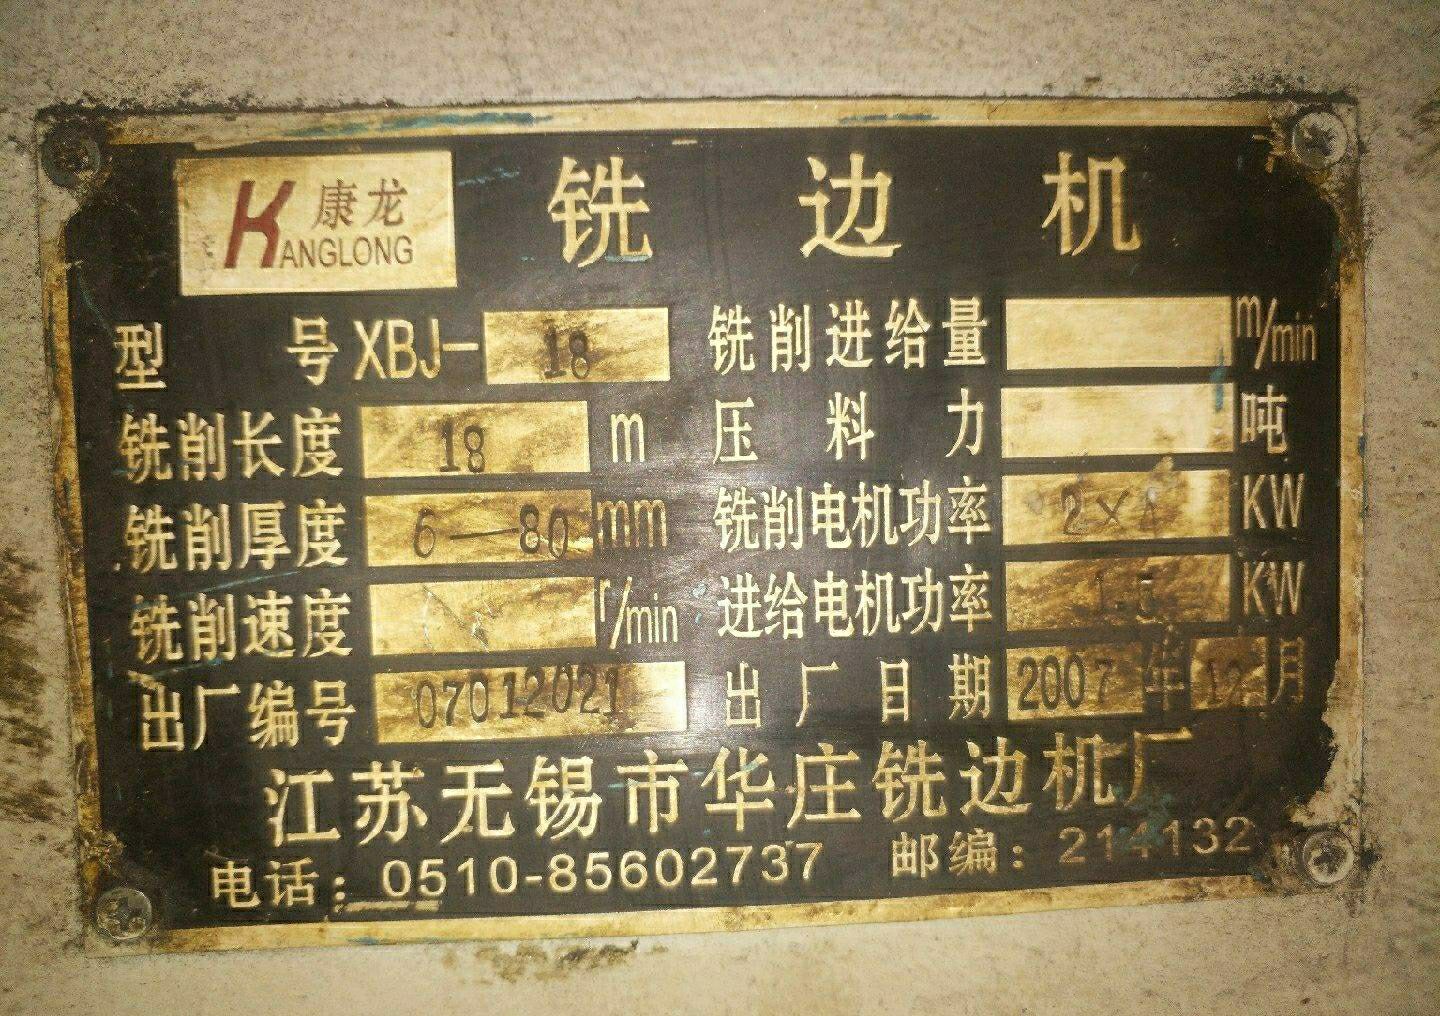 康龙
KANGLONG
铣边机
型号 XBJ-18
铣削进给量 m/min
铣削长度 18 m
压料力 吨
铣削厚度 6—80 mm
铣削电机功率 2× KW
铣削速度 r/min
进给电机功率 KW
出厂编号 07012021
出厂日期 2007年12月
江苏无锡市华庄铣边机厂
电话：0510-85602737 邮编：214132